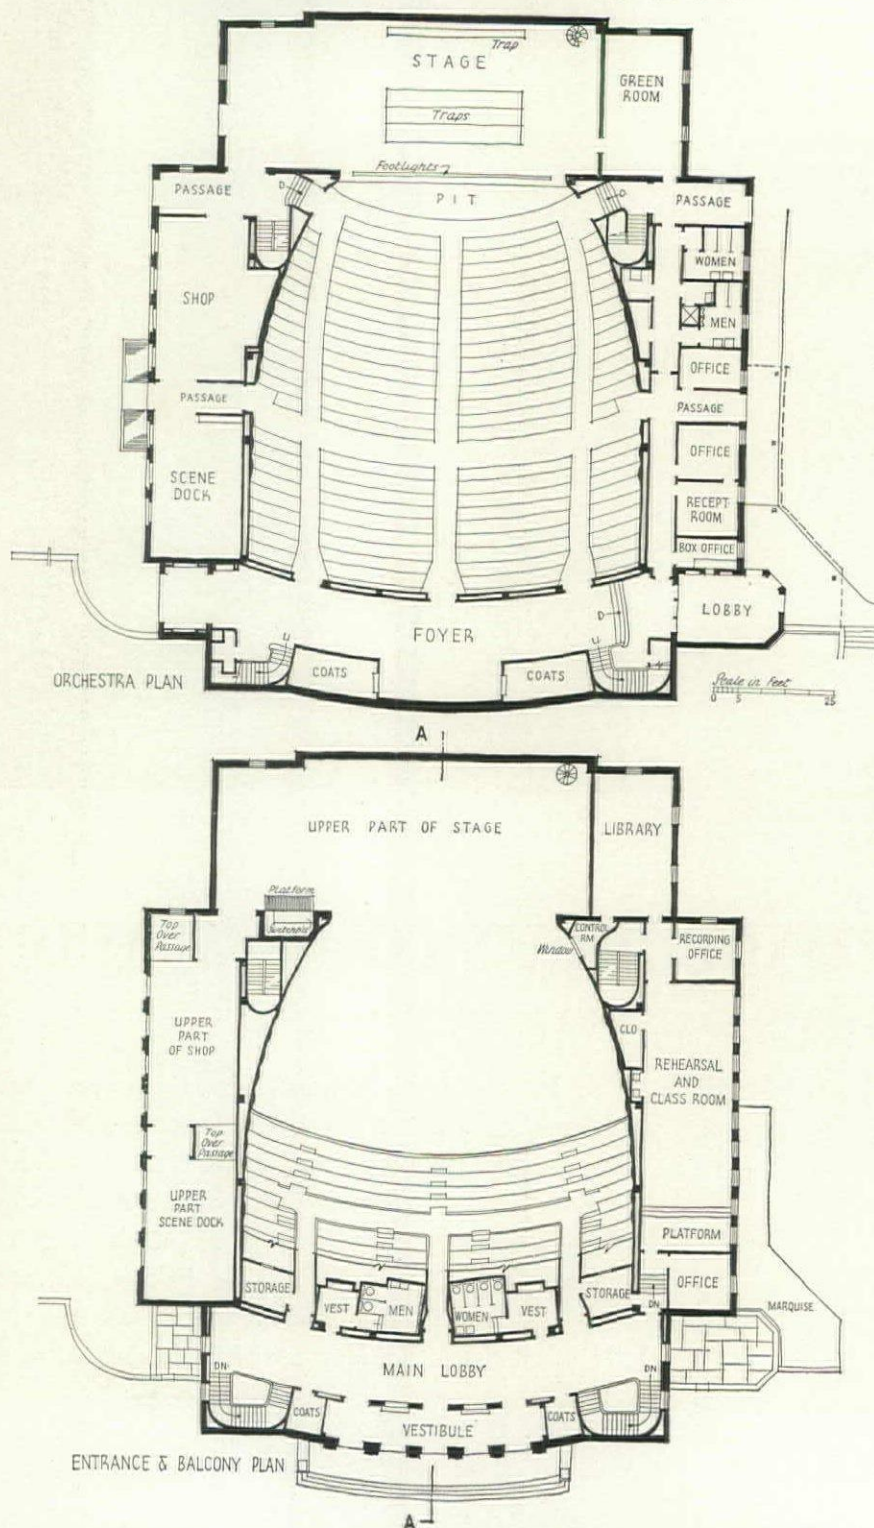 Trap
STAGE
GREEN
ROOM
Traps
Footlights
PASSAGE
D
PIT
D
PASSAGE
WOMEN
SHOP
MEN
OFFICE
PASSAGE
PASSAGE
OFFICE
SCENE
DOCK
RECEPT
ROOM
BOX OFFICE
LOBBY
D
FOYER
U
U
COATS
COATS
ORCHESTRA PLAN
Scale in Feet
0 5 25
A
UPPER PART OF STAGE
LIBRARY
Platform
Top
Over
Passage
Switchb'd
CONTROL
RM
Window
RECORDING
OFFICE
UPPER
PART
OF SHOP
CLO
REHEARSAL
AND
CLASS ROOM
Top
Over
Passage
UPPER
PART
SCENE DOCK
PLATFORM
STORAGE
VEST
MEN
WOMEN
VEST
STORAGE
OFFICE
DN
MARQUISE
DN
MAIN LOBBY
DN
COATS
VESTIBULE
COATS
ENTRANCE & BALCONY PLAN
A